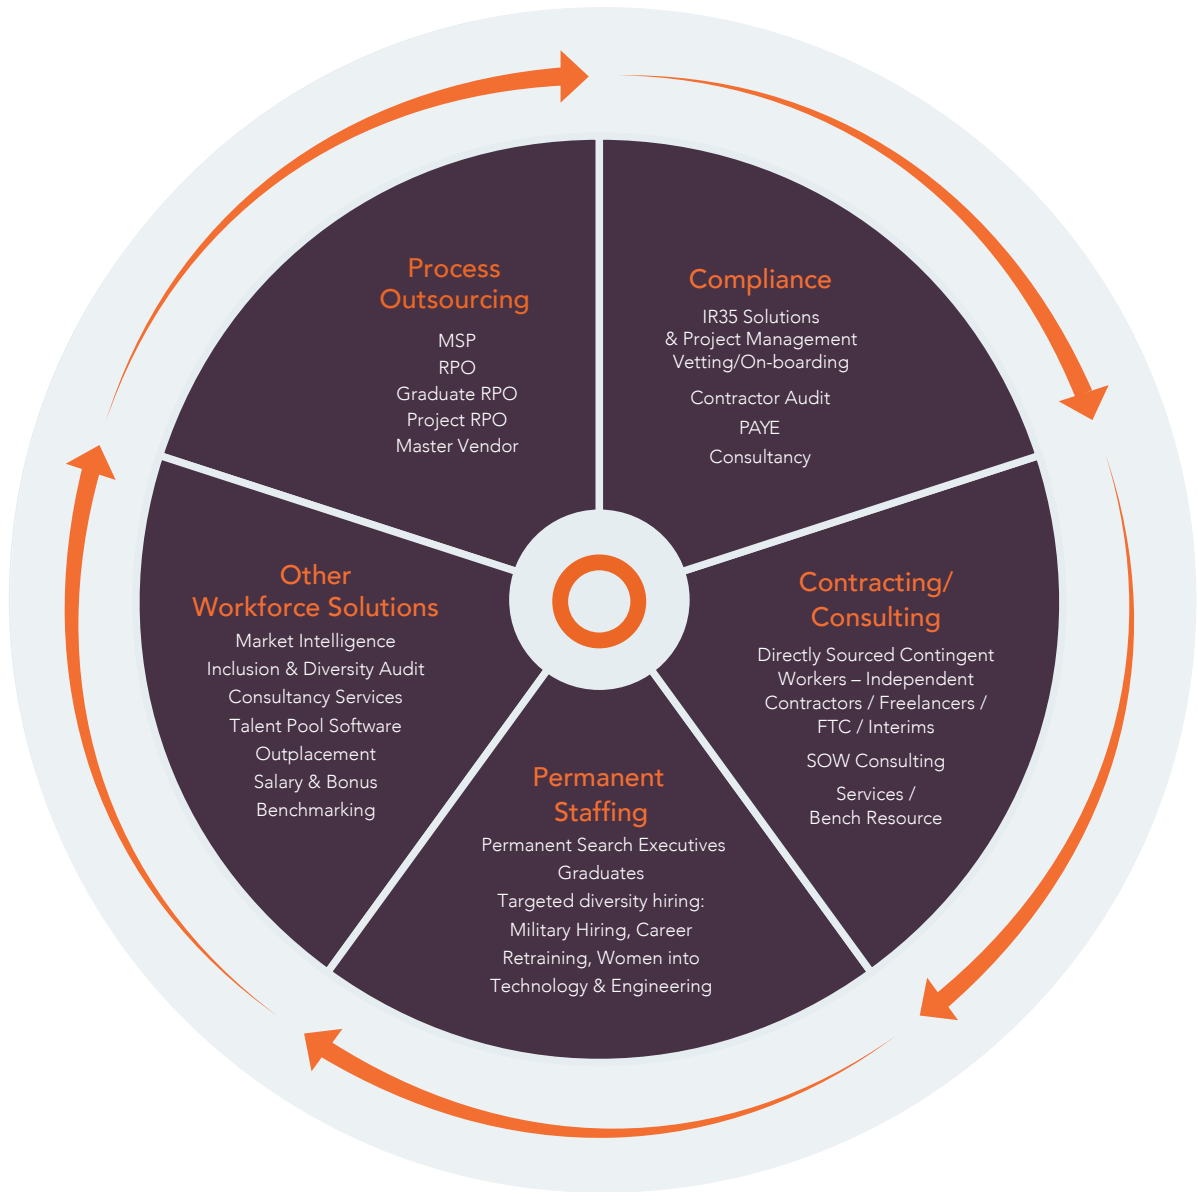 Process
Outsourcing
MSP
RPO
Graduate RPO
Project RPO
Master Vendor
Compliance
IR35 Solutions
& Project Management
Vetting/On-boarding
Contractor Audit
PAYE
Consultancy
Contracting/
Consulting
Directly Sourced Contingent
Workers – Independent
Contractors / Freelancers /
FTC / Interims
SOW Consulting
Services /
Bench Resource
Permanent
Staffing
Permanent Search Executives
Graduates
Targeted diversity hiring:
Military Hiring, Career
Retraining, Women into
Technology & Engineering
Other
Workforce Solutions
Market Intelligence
Inclusion & Diversity Audit
Consultancy Services
Talent Pool Software
Outplacement
Salary & Bonus
Benchmarking